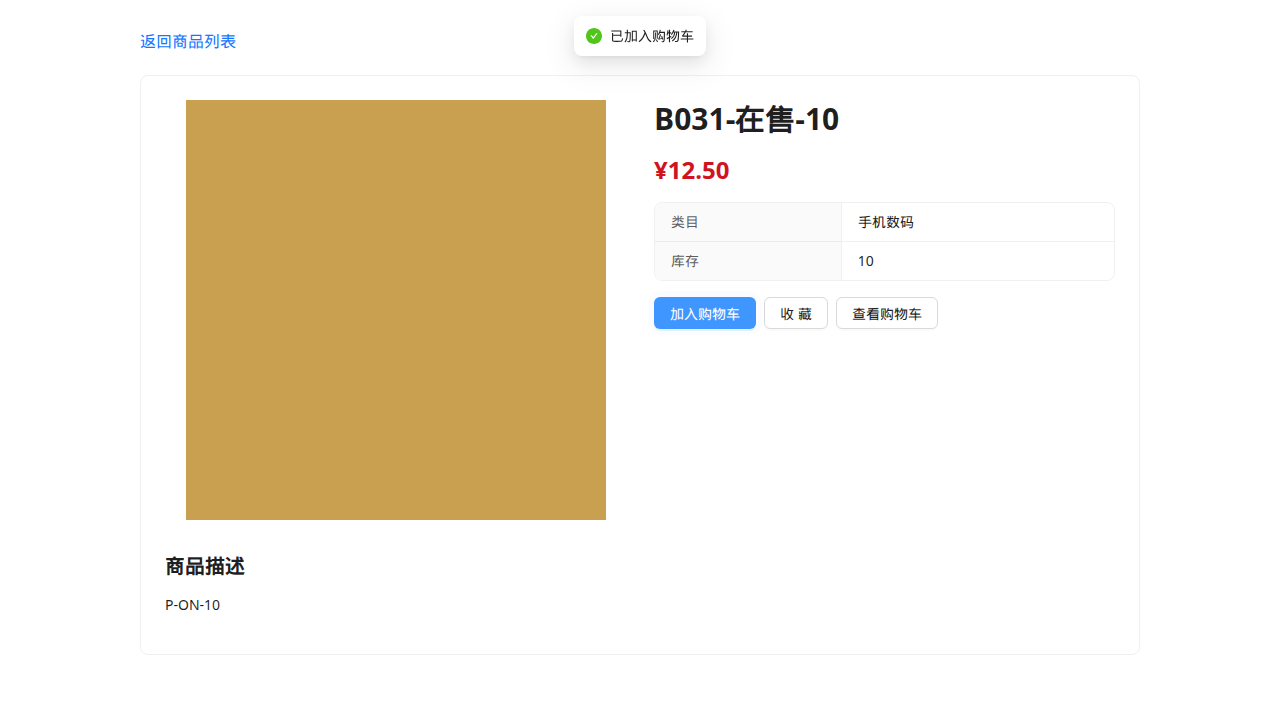 已加入购物车
返回商品列表
B031-在售-10
¥12.50
类目 手机数码
库存 10
加入购物车 收 藏 查看购物车
商品描述
P-ON-10